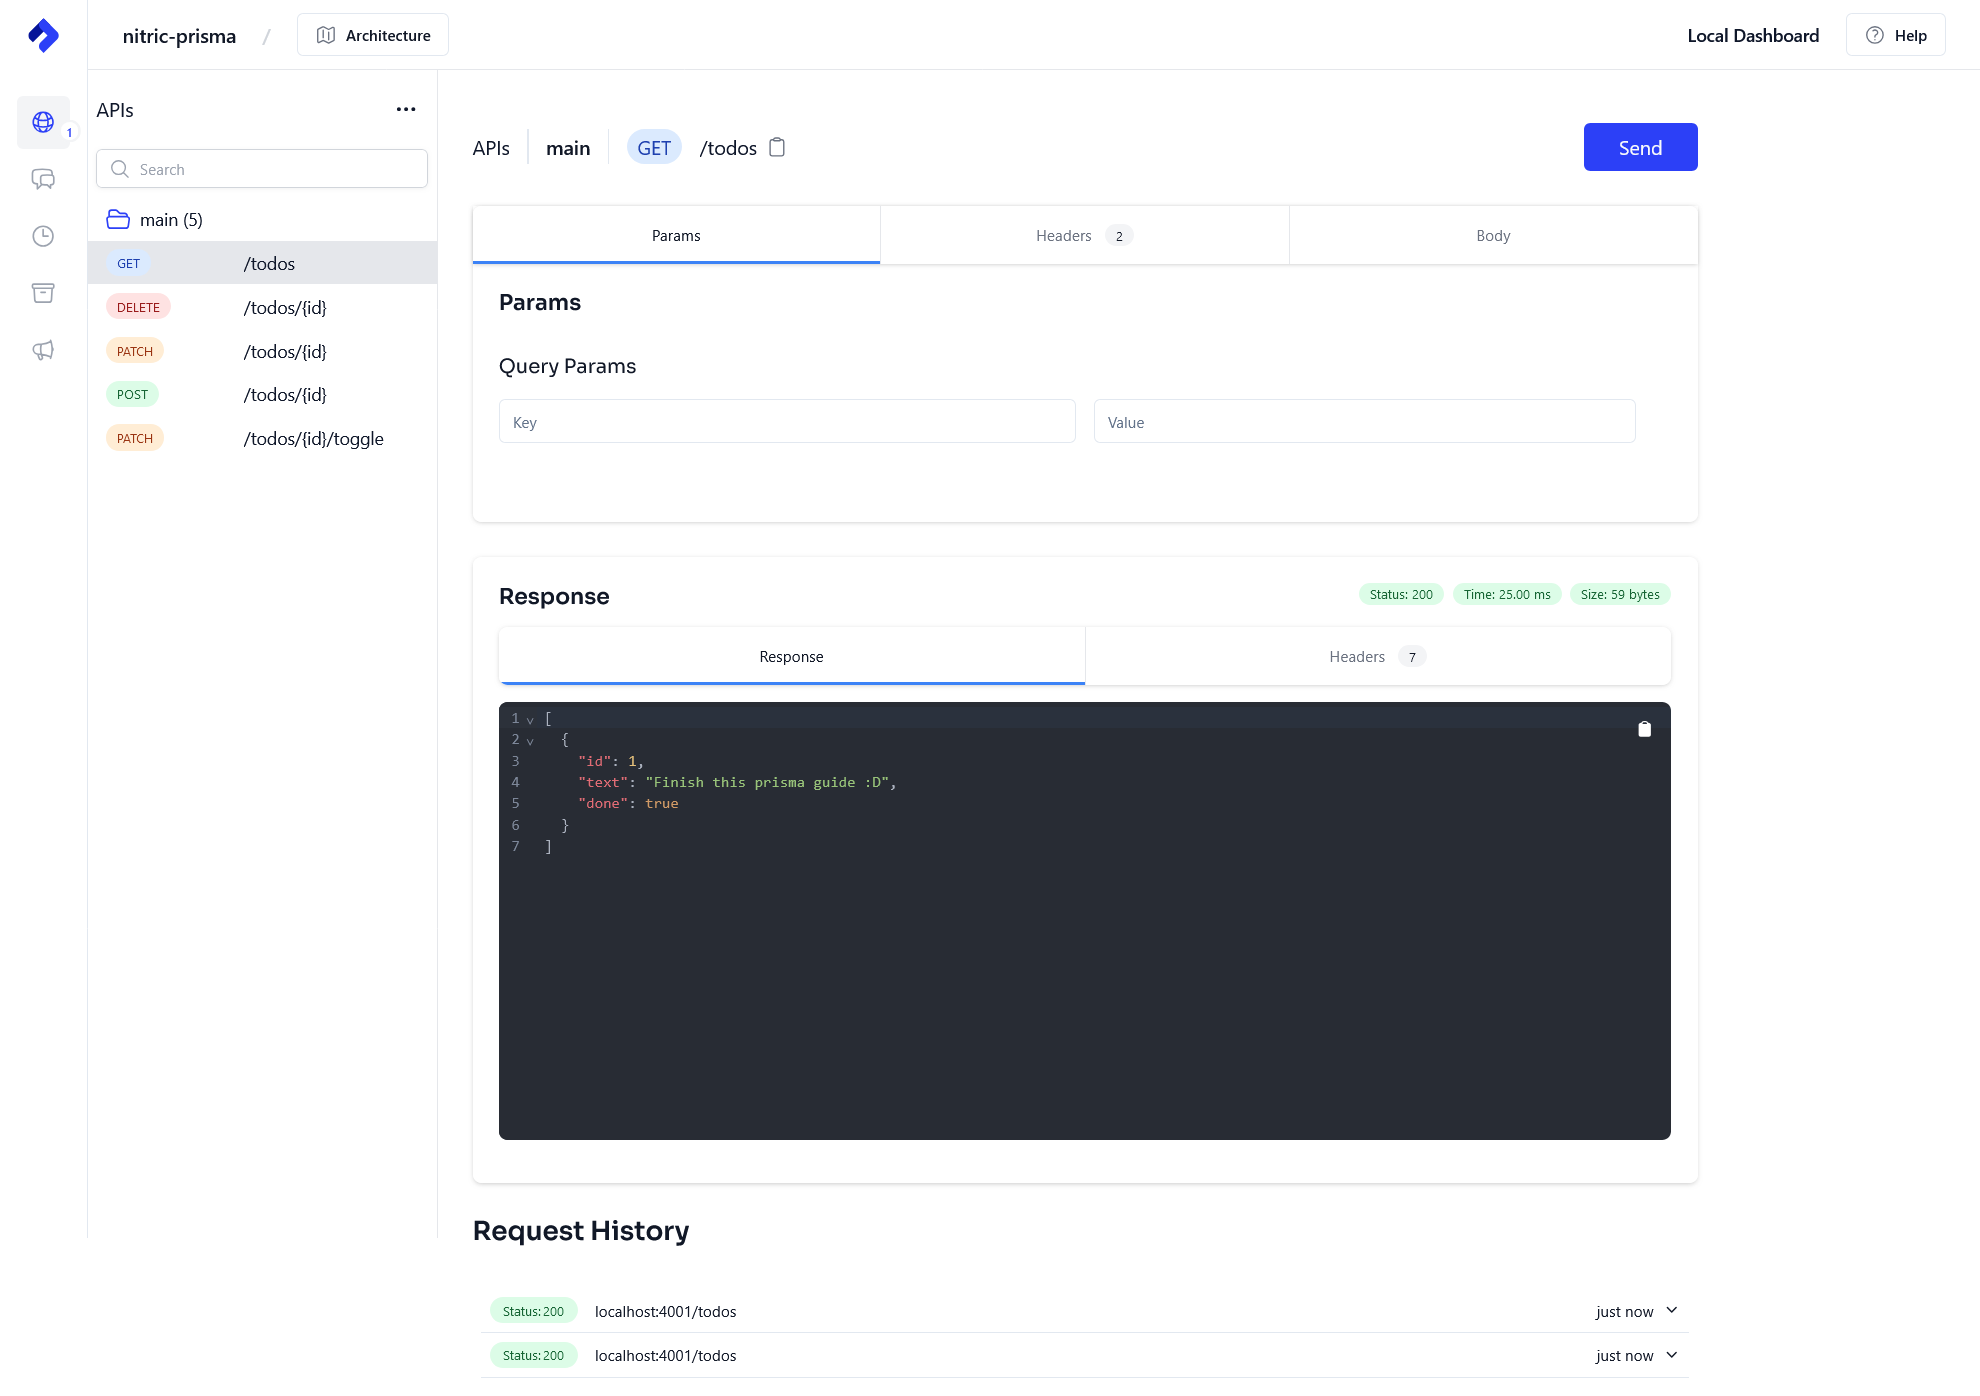 nitric-prisma / Architecture
Local Dashboard Help
1
APIs
Search
main (5)
GET /todos
DELETE /todos/{id}
PATCH /todos/{id}
POST /todos/{id}
PATCH /todos/{id}/toggle
APIs main GET /todos
Send
Params Headers 2 Body
Params
Query Params
Key Value
Response
Status: 200 Time: 25.00 ms Size: 59 bytes
Response Headers 7
1 [
2 {
3 "id": 1,
4 "text": "Finish this prisma guide :D",
5 "done": true
6 }
7 ]
Request History
Status: 200 localhost:4001/todos just now
Status: 200 localhost:4001/todos just now